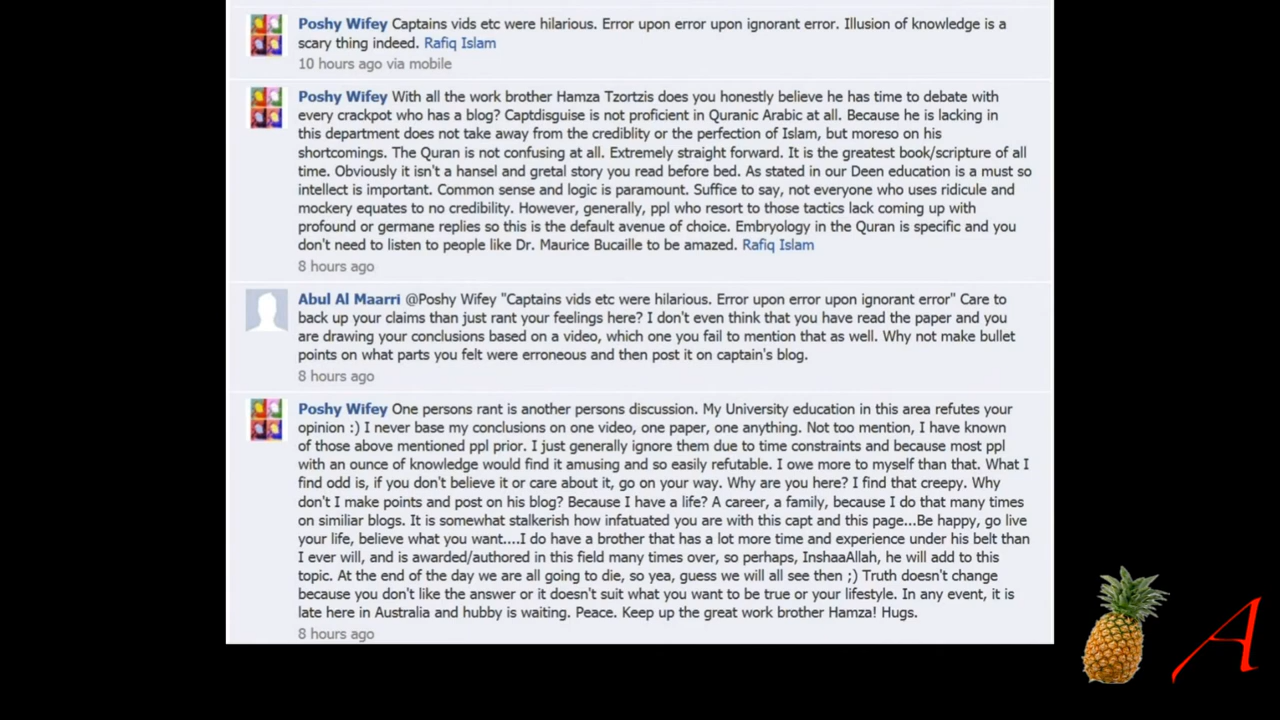 Poshy Wifey Captains vids etc were hilarious. Error upon error upon ignorant error. Illusion of knowledge is a
scary thing indeed. Rafiq Islam
10 hours ago via mobile
Poshy Wifey With all the work brother Hamza Tzortzis does you honestly believe he has time to debate with
every crackpot who has a blog? Captdisguise is not proficient in Quranic Arabic at all. Because he is lacking in
this department does not take away from the crediblity or the perfection of Islam, but moreso on his
shortcomings. The Quran is not confusing at all. Extremely straight forward. It is the greatest book/scripture of all
time. Obviously it isn't a hansel and gretal story you read before bed. As stated in our Deen education is a must so
intellect is important. Common sense and logic is paramount. Suffice to say, not everyone who uses ridicule and
mockery equates to no credibility. However, generally, ppl who resort to those tactics lack coming up with
profound or germane replies so this is the default avenue of choice. Embryology in the Quran is specific and you
don't need to listen to people like Dr. Maurice Bucaille to be amazed. Rafiq Islam
8 hours ago
Abul Al Maarri @Poshy Wifey "Captains vids etc were hilarious. Error upon error upon ignorant error" Care to
back up your claims than just rant your feelings here? I don't even think that you have read the paper and you
are drawing your conclusions based on a video, which one you fail to mention that as well. Why not make bullet
points on what parts you felt were erroneous and then post it on captain's blog.
8 hours ago
Poshy Wifey One persons rant is another persons discussion. My University education in this area refutes your
opinion :) I never base my conclusions on one video, one paper, one anything. Not too mention, I have known
of those above mentioned ppl prior. I just generally ignore them due to time constraints and because most ppl
with an ounce of knowledge would find it amusing and so easily refutable. I owe more to myself than that. What I
find odd is, if you don't believe it or care about it, go on your way. Why are you here? I find that creepy. Why
don't I make points and post on his blog? Because I have a life? A career, a family, because I do that many times
on similiar blogs. It is somewhat stalkerish how infatuated you are with this capt and this page...Be happy, go live
your life, believe what you want....I do have a brother that has a lot more time and experience under his belt than
I ever will, and is awarded/authored in this field many times over, so perhaps, InshaaAllah, he will add to this
topic. At the end of the day we are all going to die, so yea, guess we will all see then ;) Truth doesn't change
because you don't like the answer or it doesn't suit what you want to be true or your lifestyle. In any event, it is
late here in Australia and hubby is waiting. Peace. Keep up the great work brother Hamza! Hugs.
8 hours ago
A